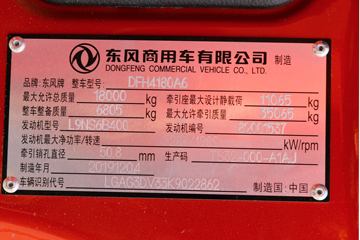 东风商用车有限公司 制造
DONGFENG COMMERCIAL VEHICLE CO., LTD.
品牌: 东风牌 整车型号: DFH4180A6
最大允许总质量 18000 kg 牵引座最大设计静载荷 11065 kg
整车整备质量 6805 kg 最大允许牵引质量 35065 kg
发动机型号 发动机编号
发动机最大净功率/转速 kW/rpm
牵引销孔直径 50.8 mm 生产码
制造年月 20191204
车辆识别代号 制造国:中国